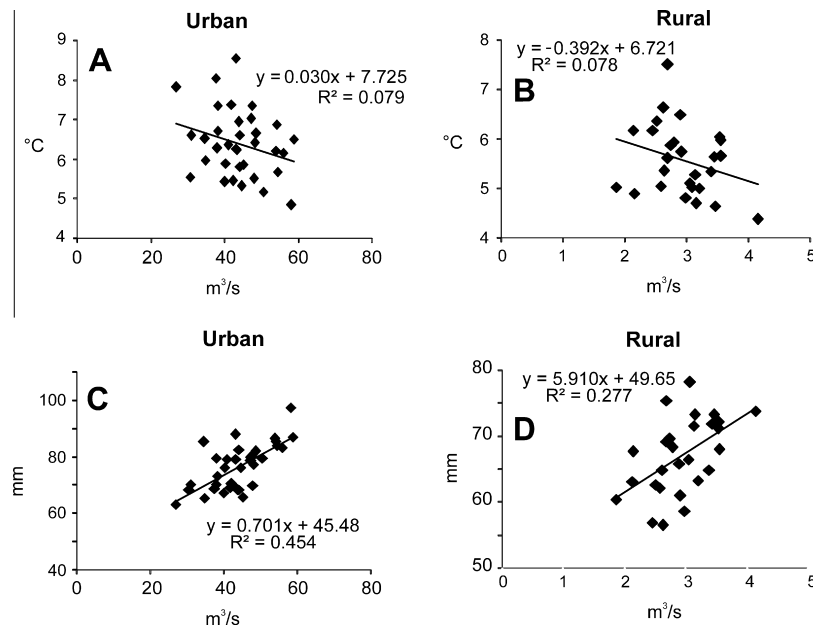 Urban
A
y = 0.030x + 7.725
R² = 0.079
°C
9
8
7
6
5
4
0 20 40 60 80
m³/s
Rural
B
y = -0.392x + 6.721
R² = 0.078
°C
8
7
6
5
4
0 1 2 3 4 5
m³/s
Urban
C
y = 0.701x + 45.48
R² = 0.454
mm
100
80
60
40
0 20 40 60 80
m³/s
Rural
D
y = 5.910x + 49.65
R² = 0.277
mm
80
70
60
50
0 1 2 3 4 5
m³/s